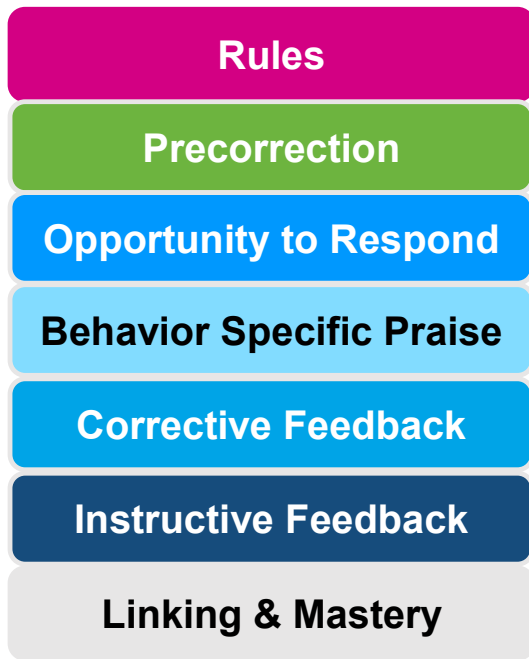 Rules
Precorrection
Opportunity to Respond
Behavior Specific Praise
Corrective Feedback
Instructive Feedback
Linking & Mastery